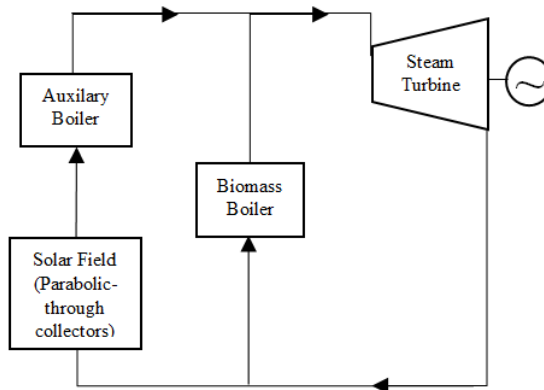 Steam
Turbine
Auxilary
Boiler
Biomass
Boiler
Solar Field
(Parabolic-
through
collectors)